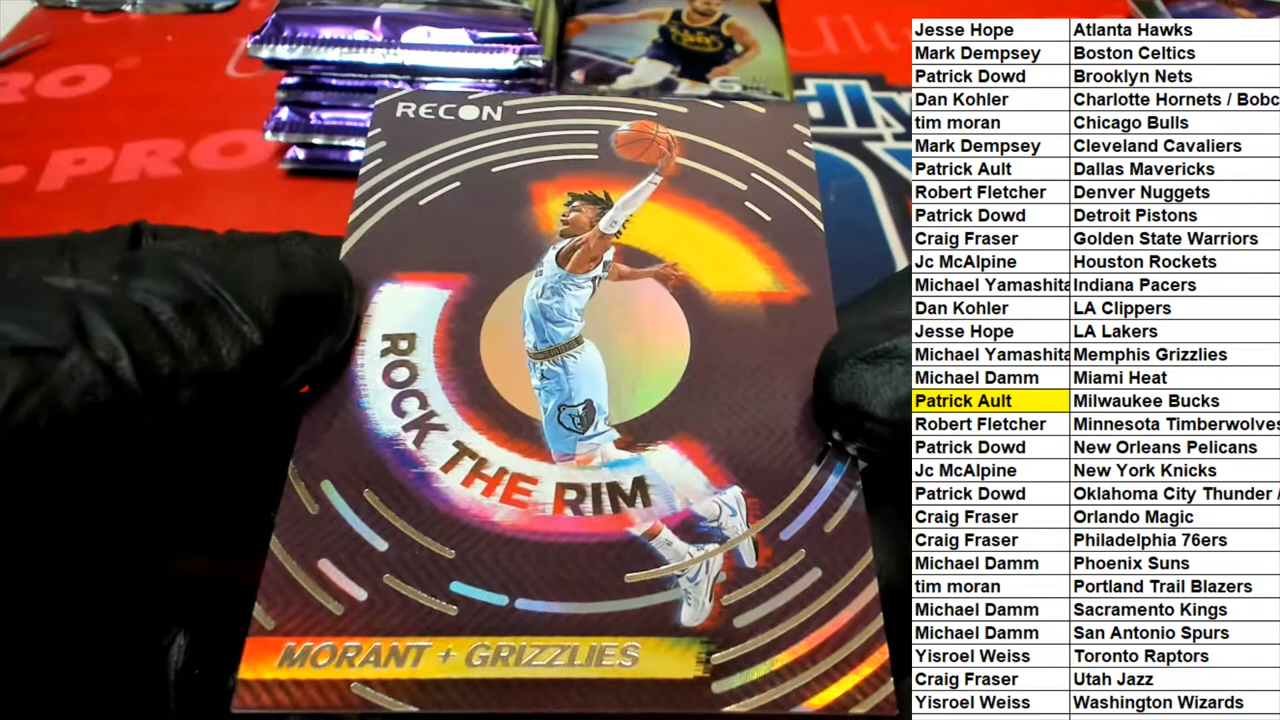 RECON
ROCK THE RIM
MORANT + GRIZZLIES
PRO
PRO
Jesse Hope Atlanta Hawks
Mark Dempsey Boston Celtics
Patrick Dowd Brooklyn Nets
Dan Kohler Charlotte Hornets / Bobc
tim moran Chicago Bulls
Mark Dempsey Cleveland Cavaliers
Patrick Ault Dallas Mavericks
Robert Fletcher Denver Nuggets
Patrick Dowd Detroit Pistons
Craig Fraser Golden State Warriors
Jc McAlpine Houston Rockets
Michael Yamashita Indiana Pacers
Dan Kohler LA Clippers
Jesse Hope LA Lakers
Michael Yamashita Memphis Grizzlies
Michael Damm Miami Heat
Patrick Ault Milwaukee Bucks
Robert Fletcher Minnesota Timberwolves
Patrick Dowd New Orleans Pelicans
Jc McAlpine New York Knicks
Patrick Dowd Oklahoma City Thunder /
Craig Fraser Orlando Magic
Craig Fraser Philadelphia 76ers
Michael Damm Phoenix Suns
tim moran Portland Trail Blazers
Michael Damm Sacramento Kings
Michael Damm San Antonio Spurs
Yisroel Weiss Toronto Raptors
Craig Fraser Utah Jazz
Yisroel Weiss Washington Wizards